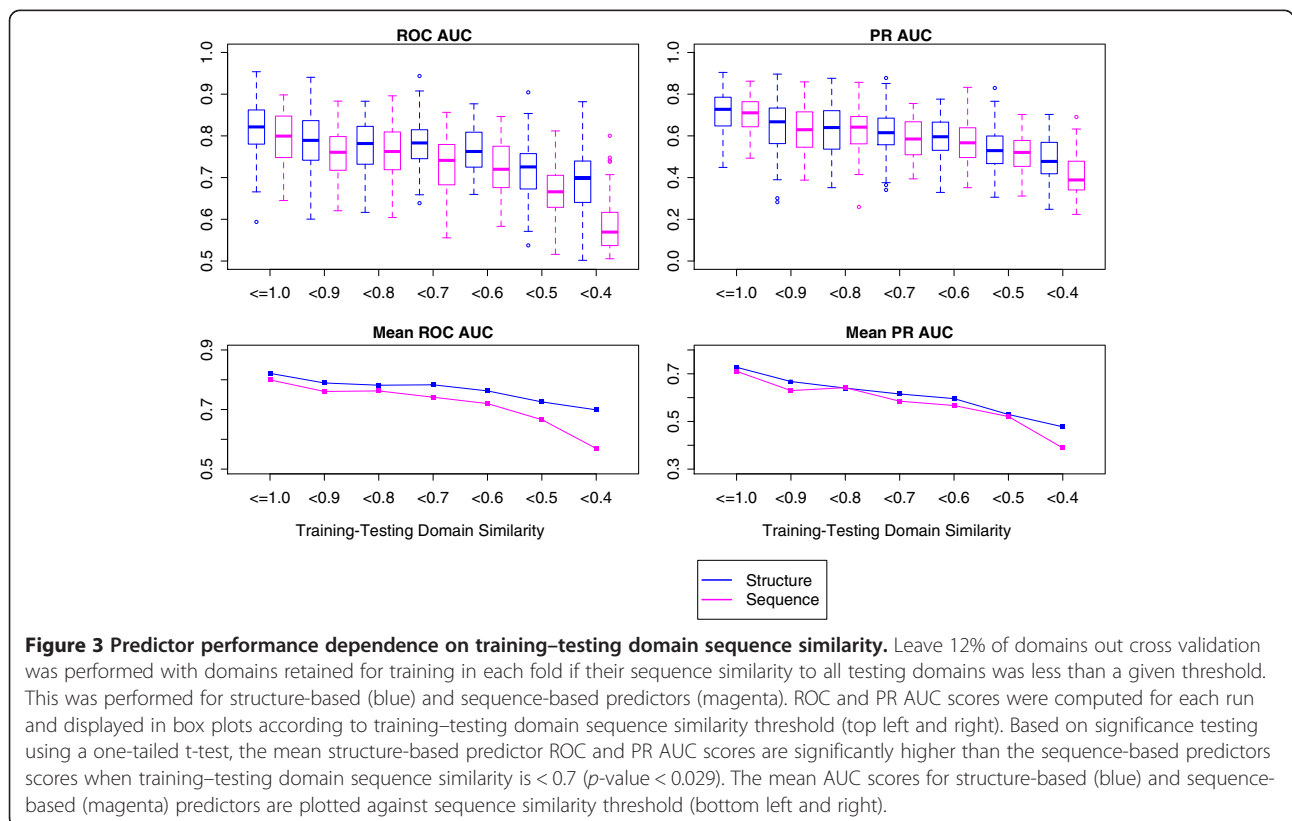 ROC AUC
PR AUC
1.0
0.9
0.8
0.7
0.6
0.5
<=1.0 <0.9 <0.8 <0.7 <0.6 <0.5 <0.4
1.0
0.8
0.6
0.4
0.2
0.0
<=1.0 <0.9 <0.8 <0.7 <0.6 <0.5 <0.4
Mean ROC AUC
Mean PR AUC
0.9
0.7
0.5
<=1.0 <0.9 <0.8 <0.7 <0.6 <0.5 <0.4
Training-Testing Domain Similarity
0.7
0.5
0.3
<=1.0 <0.9 <0.8 <0.7 <0.6 <0.5 <0.4
Training-Testing Domain Similarity
Structure
Sequence
Figure 3 Predictor performance dependence on training–testing domain sequence similarity. Leave 12% of domains out cross validation
was performed with domains retained for training in each fold if their sequence similarity to all testing domains was less than a given threshold.
This was performed for structure-based (blue) and sequence-based predictors (magenta). ROC and PR AUC scores were computed for each run
and displayed in box plots according to training–testing domain sequence similarity threshold (top left and right). Based on significance testing
using a one-tailed t-test, the mean structure-based predictor ROC and PR AUC scores are significantly higher than the sequence-based predictors
scores when training–testing domain sequence similarity is < 0.7 (p-value < 0.029). The mean AUC scores for structure-based (blue) and sequence-
based (magenta) predictors are plotted against sequence similarity threshold (bottom left and right).